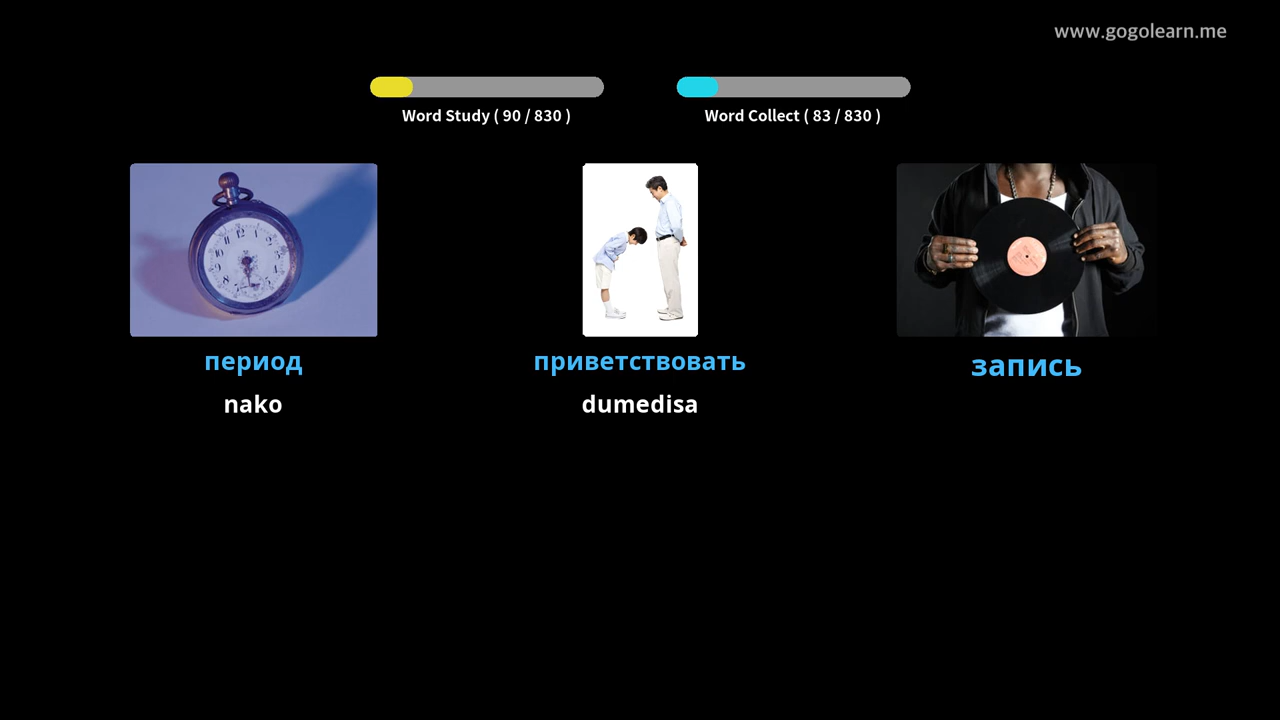 www.gogolearn.me
Word Study ( 90 / 830 )
Word Collect ( 83 / 830 )
период
nako
приветствовать
dumedisa
запись